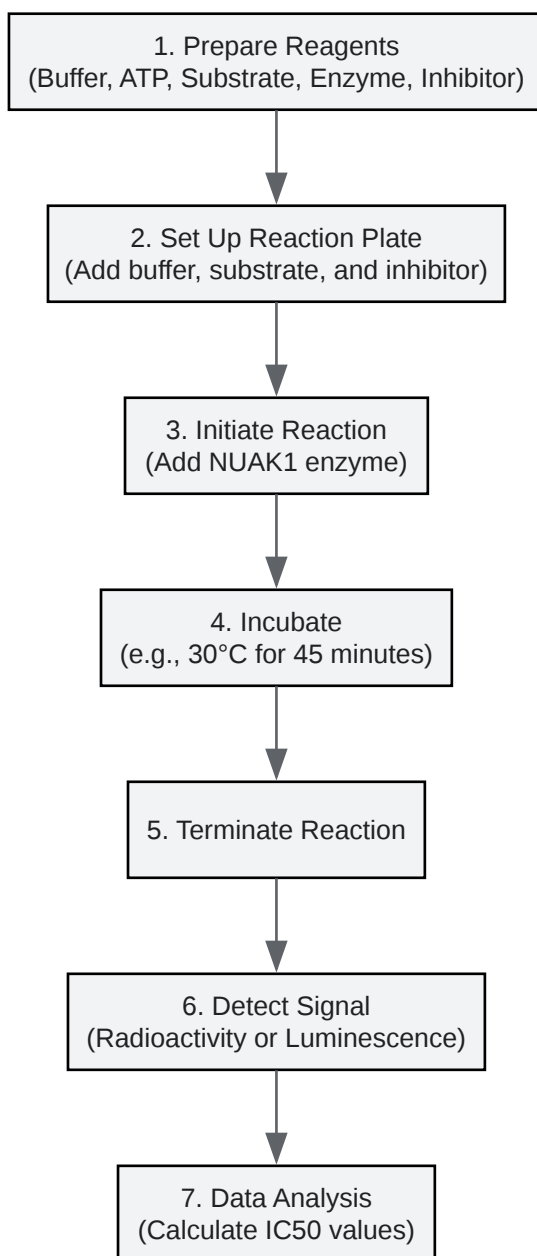 1. Prepare Reagents
(Buffer, ATP, Substrate, Enzyme, Inhibitor)
2. Set Up Reaction Plate
(Add buffer, substrate, and inhibitor)
3. Initiate Reaction
(Add NUAK1 enzyme)
4. Incubate
(e.g., 30°C for 45 minutes)
5. Terminate Reaction
6. Detect Signal
(Radioactivity or Luminescence)
7. Data Analysis
(Calculate IC50 values)